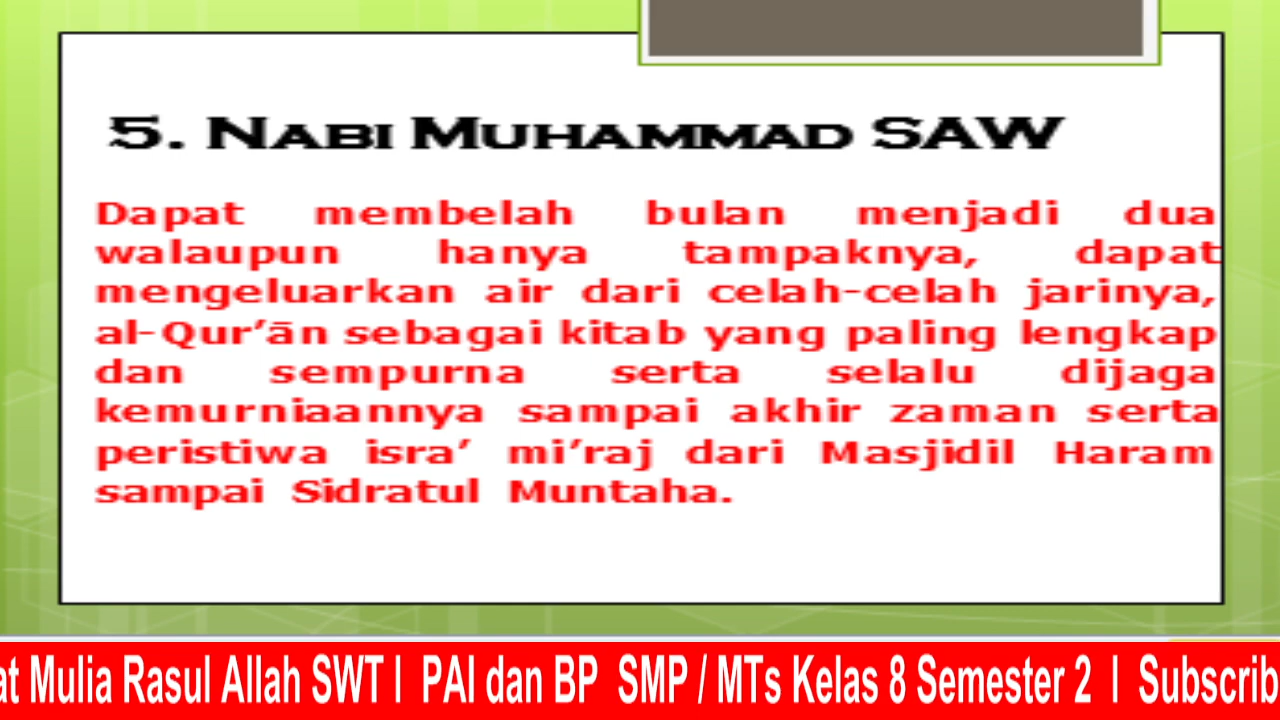 5. Nabi Muhammad SAW
Dapat membelah bulan menjadi dua
walaupun hanya tampaknya, dapat
mengeluarkan air dari celah-celah jarinya,
al-Qur’ān sebagai kitab yang paling lengkap
dan sempurna serta selalu dijaga
kemurniaannya sampai akhir zaman serta
peristiwa isra’ mi’raj dari Masjidil Haram
sampai Sidratul Muntaha.
at Mulia Rasul Allah SWT l PAI dan BP SMP / MTs Kelas 8 Semester 2 l Subscrib